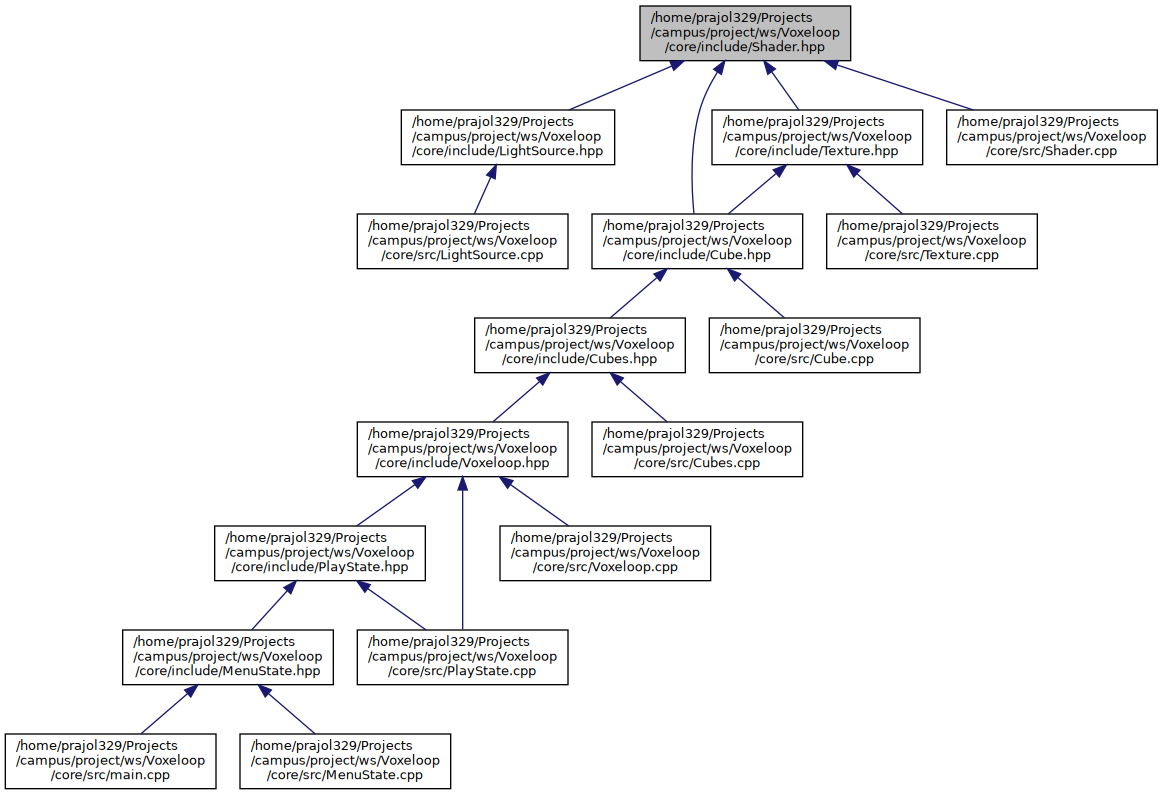 /home/prajol329/Projects
/campus/project/ws/Voxeloop
/core/include/Shader.hpp
/home/prajol329/Projects
/campus/project/ws/Voxeloop
/core/include/LightSource.hpp
/home/prajol329/Projects
/campus/project/ws/Voxeloop
/core/include/Texture.hpp
/home/prajol329/Projects
/campus/project/ws/Voxeloop
/core/src/Shader.cpp
/home/prajol329/Projects
/campus/project/ws/Voxeloop
/core/src/LightSource.cpp
/home/prajol329/Projects
/campus/project/ws/Voxeloop
/core/include/Cube.hpp
/home/prajol329/Projects
/campus/project/ws/Voxeloop
/core/src/Texture.cpp
/home/prajol329/Projects
/campus/project/ws/Voxeloop
/core/include/Cubes.hpp
/home/prajol329/Projects
/campus/project/ws/Voxeloop
/core/src/Cube.cpp
/home/prajol329/Projects
/campus/project/ws/Voxeloop
/core/include/Voxeloop.hpp
/home/prajol329/Projects
/campus/project/ws/Voxeloop
/core/src/Cubes.cpp
/home/prajol329/Projects
/campus/project/ws/Voxeloop
/core/include/PlayState.hpp
/home/prajol329/Projects
/campus/project/ws/Voxeloop
/core/src/Voxeloop.cpp
/home/prajol329/Projects
/campus/project/ws/Voxeloop
/core/include/MenuState.hpp
/home/prajol329/Projects
/campus/project/ws/Voxeloop
/core/src/PlayState.cpp
/home/prajol329/Projects
/campus/project/ws/Voxeloop
/core/src/main.cpp
/home/prajol329/Projects
/campus/project/ws/Voxeloop
/core/src/MenuState.cpp